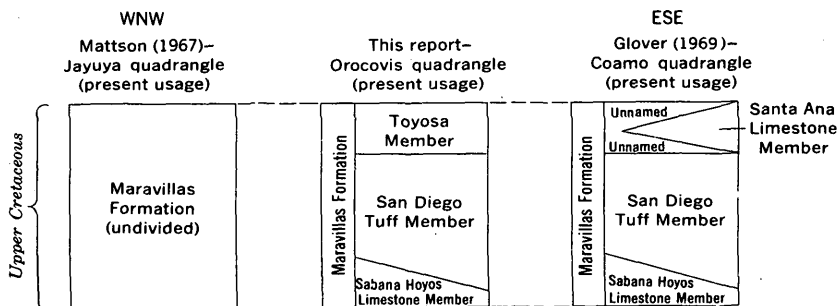 WNW
Mattson (1967)–
Jayuya quadrangle
(present usage)
This report–
Orocovis quadrangle
(present usage)
ESE
Glover (1969)–
Coamo quadrangle
(present usage)
Upper Cretaceous
Maravillas
Formation
(undivided)
Maravillas Formation
Toyosa
Member
San Diego
Tuff Member
Sabana Hoyos
Limestone Member
Maravillas Formation
Unnamed
Unnamed
Santa Ana
Limestone
Member
San Diego
Tuff Member
Sabana Hoyos
Limestone Member